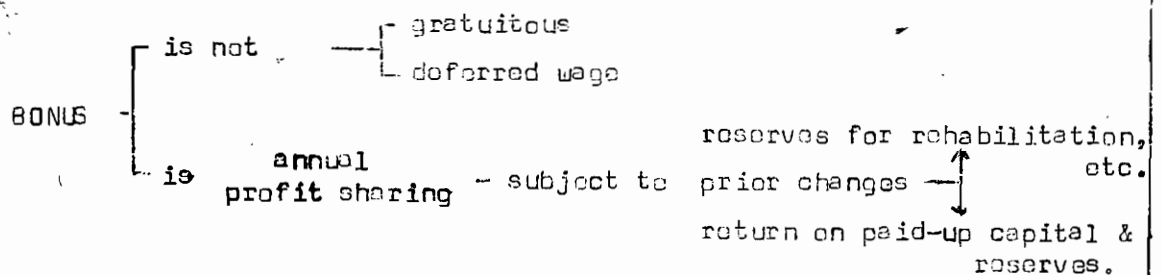 gratuitous
is not
deferred wage
BONUS
reserves for rehabilitation,
etc.
is annual
profit sharing - subject to prior changes
return on paid-up capital &
reserves.